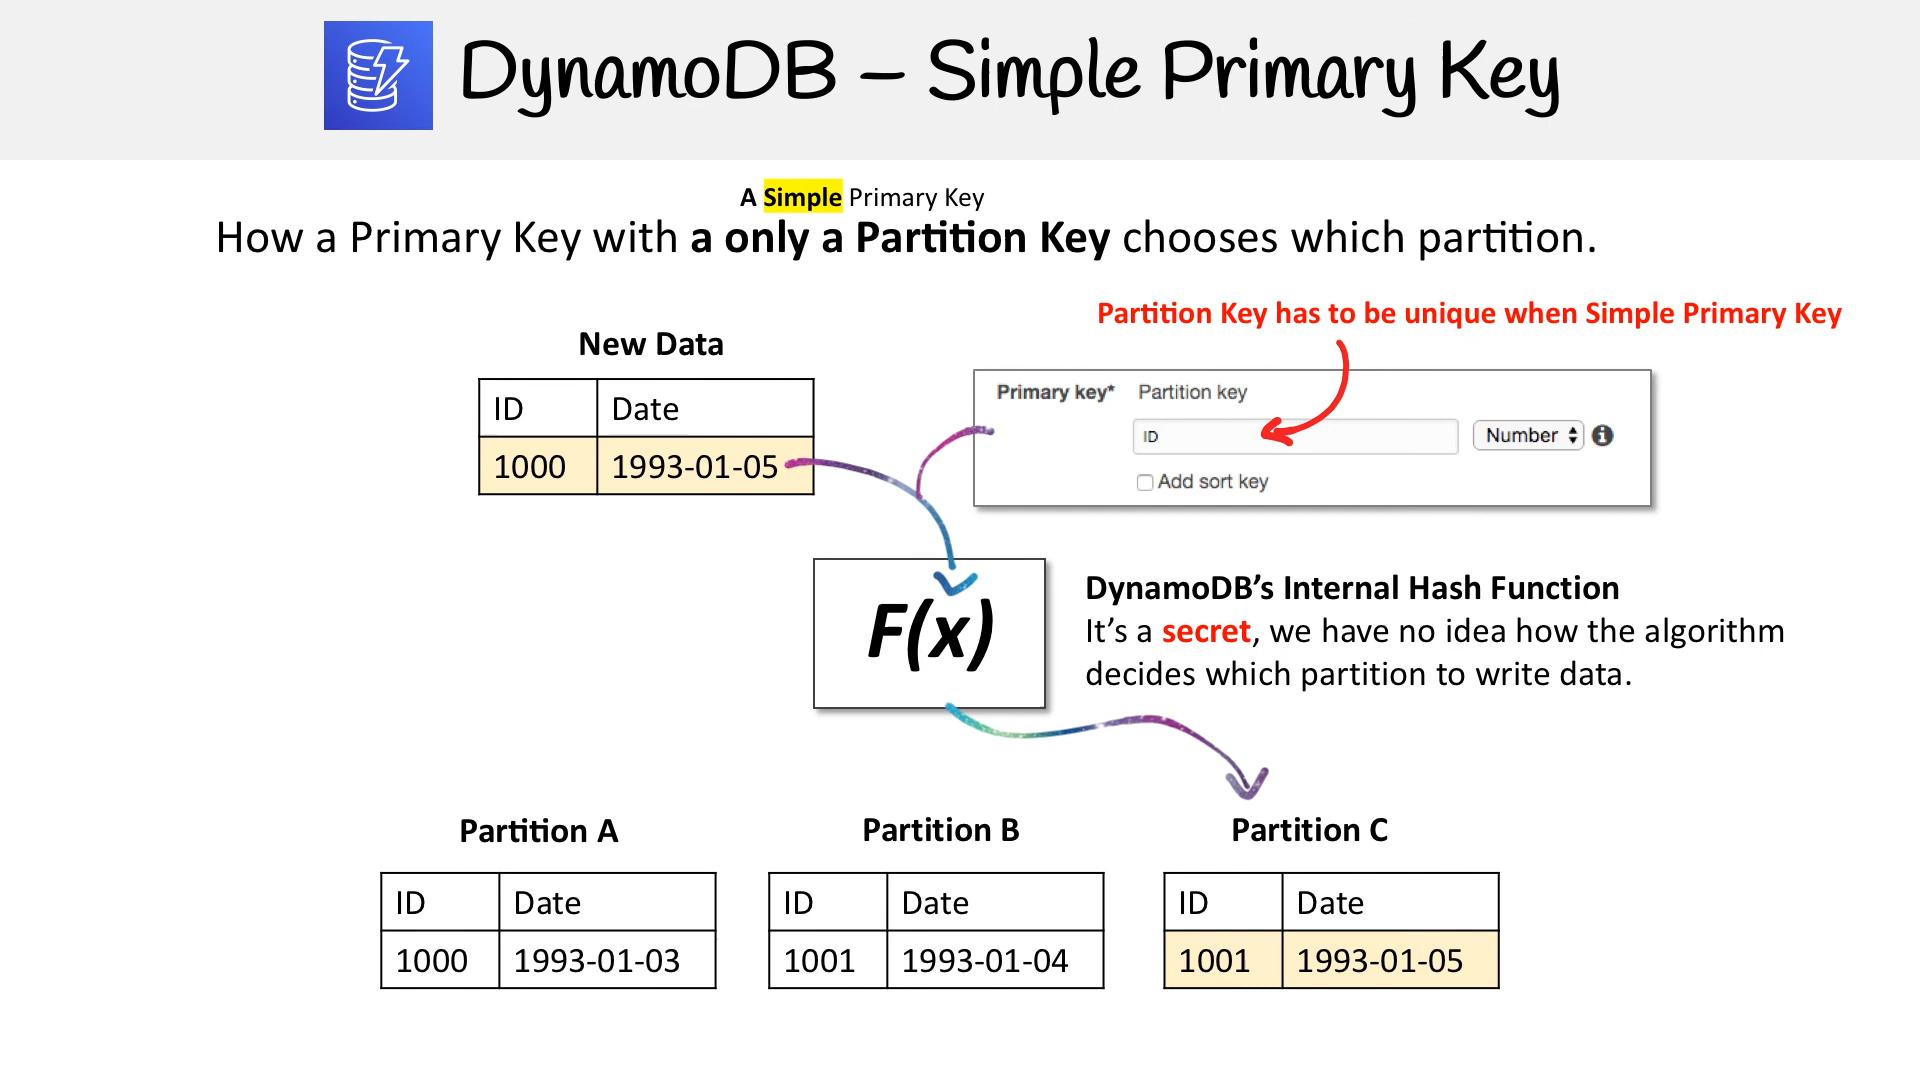 DynamoDB – Simple Primary Key
A Simple Primary Key
How a Primary Key with a only a Partition Key chooses which partition.
Partition Key has to be unique when Simple Primary Key
New Data
ID Date
1000 1993-01-05
Primary key* Partition key
ID Number
Add sort key
F(x)
DynamoDB’s Internal Hash Function
It’s a secret, we have no idea how the algorithm
decides which partition to write data.
Partition A
ID Date
1000 1993-01-03
Partition B
ID Date
1001 1993-01-04
Partition C
ID Date
1001 1993-01-05